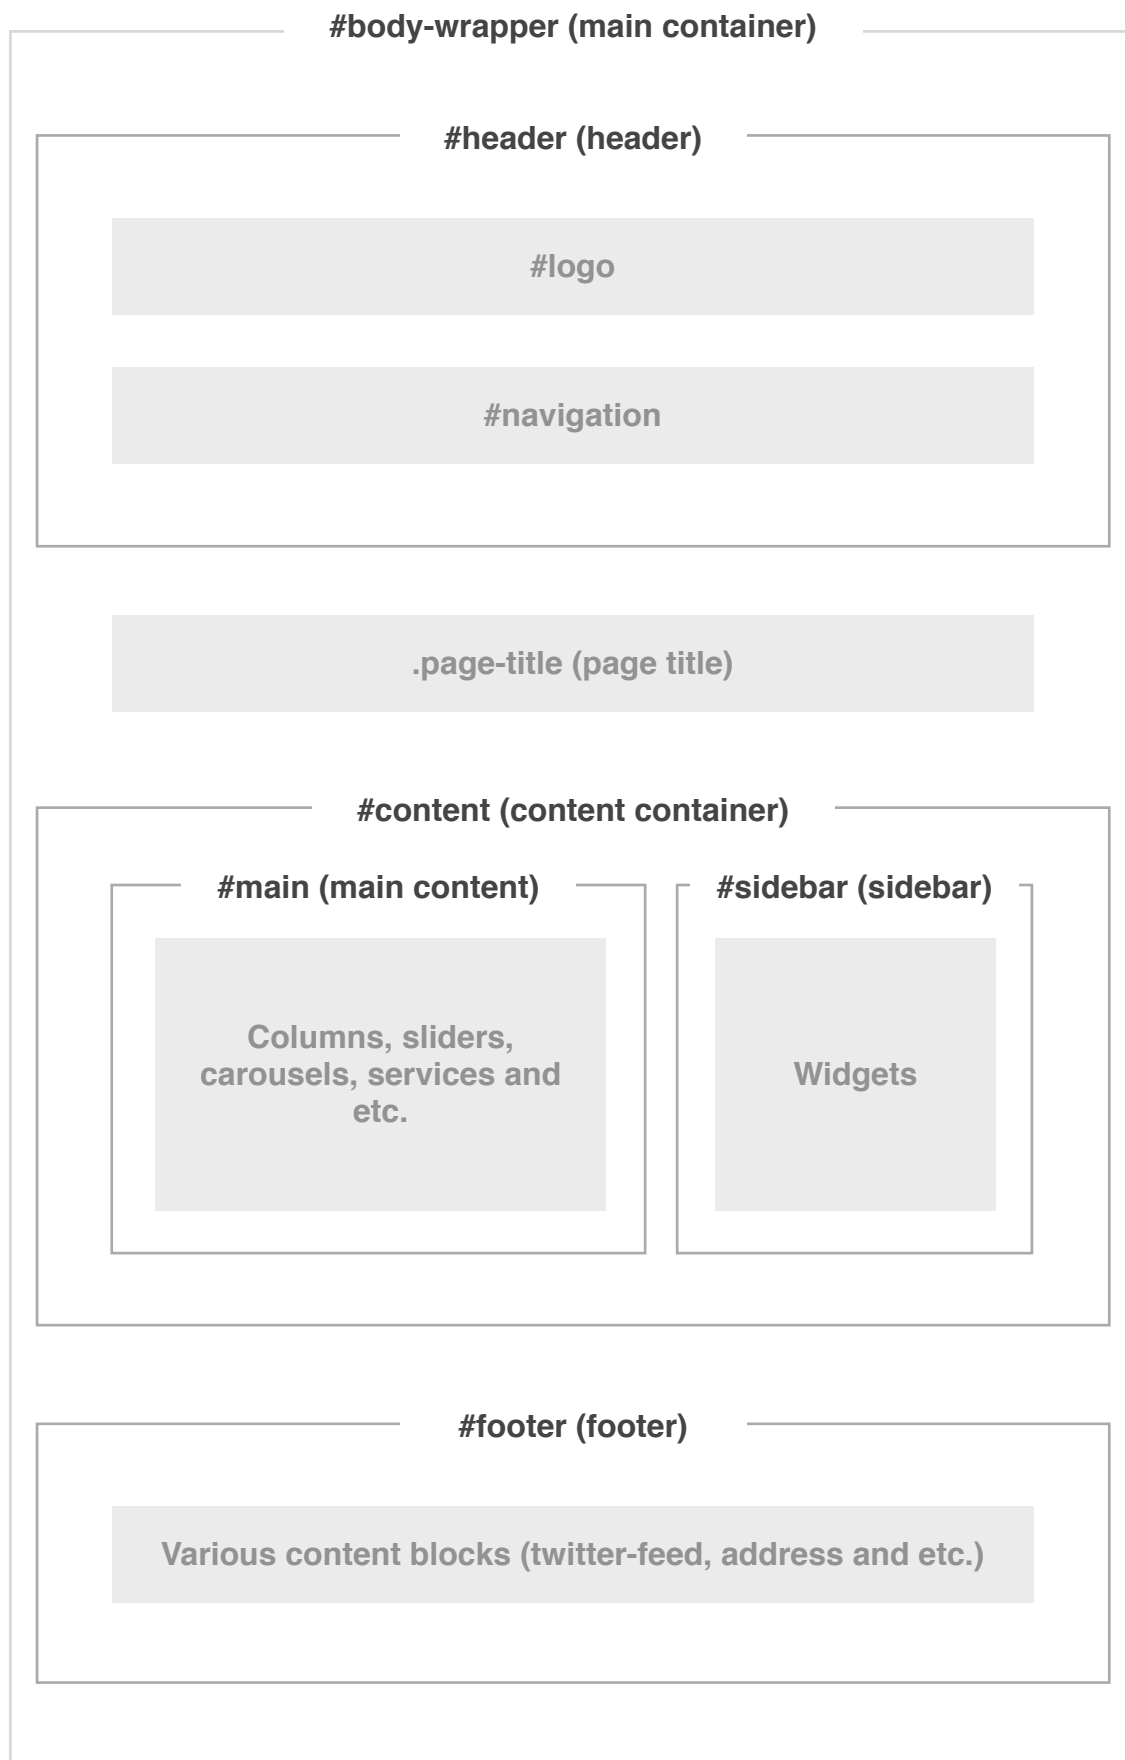 #body-wrapper (main container)
#header (header)
#logo
#navigation
.page-title (page title)
#content (content container)
#main (main content)
Columns, sliders,
carousels, services and
etc.
#sidebar (sidebar)
Widgets
#footer (footer)
Various content blocks (twitter-feed, address and etc.)